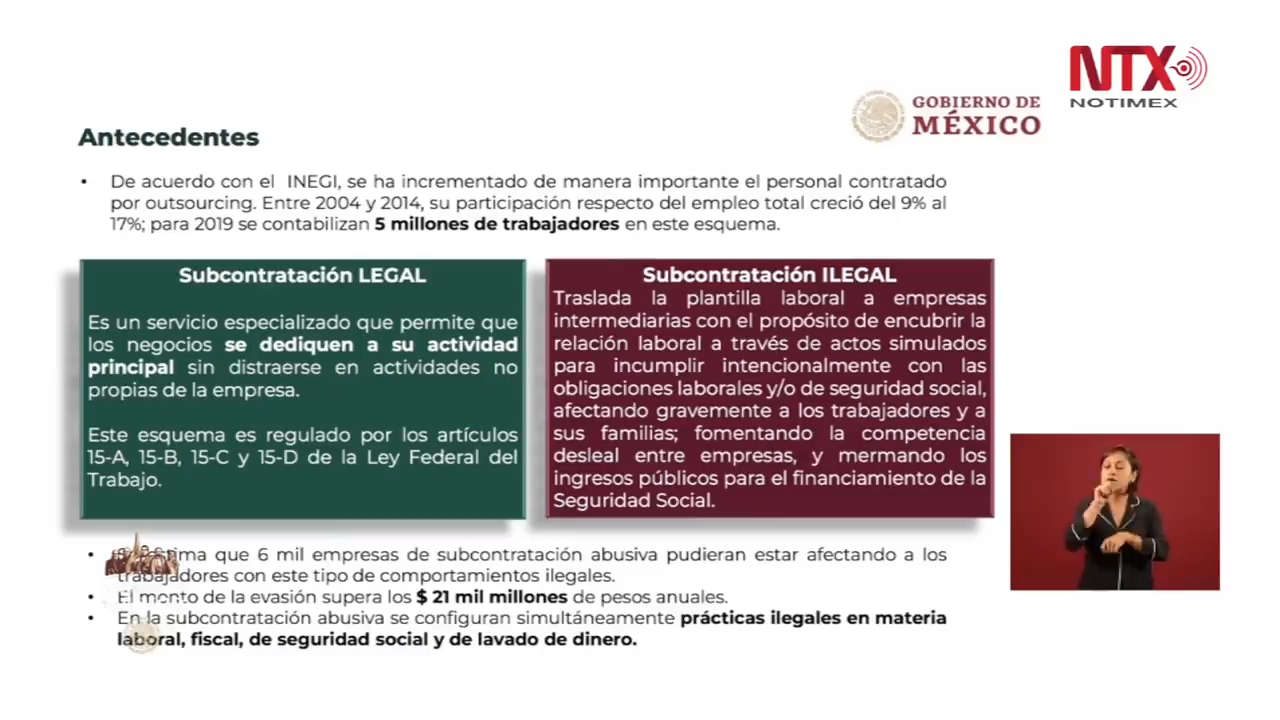 NTX
NOTIMEX
GOBIERNO DE
MÉXICO
Antecedentes
• De acuerdo con el INEGI, se ha incrementado de manera importante el personal contratado
por outsourcing. Entre 2004 y 2014, su participación respecto del empleo total creció del 9% al
17%; para 2019 se contabilizan 5 millones de trabajadores en este esquema.
Subcontratación LEGAL
Es un servicio especializado que permite que
los negocios se dediquen a su actividad
principal sin distraerse en actividades no
propias de la empresa.
Este esquema es regulado por los artículos
15-A, 15-B, 15-C y 15-D de la Ley Federal del
Trabajo.
Subcontratación ILEGAL
Traslada la plantilla laboral a empresas
intermediarias con el propósito de encubrir la
relación laboral a través de actos simulados
para incumplir intencionalmente con las
obligaciones laborales y/o de seguridad social,
afectando gravemente a los trabajadores y a
sus familias; fomentando la competencia
desleal entre empresas, y mermando los
ingresos públicos para el financiamiento de la
Seguridad Social.
• que 6 mil empresas de subcontratación abusiva pudieran estar afectando a los
trabajadores con este tipo de comportamientos ilegales.
• El monto de la evasión supera los $ 21 mil millones de pesos anuales.
• En la subcontratación abusiva se configuran simultáneamente prácticas ilegales en materia
laboral, fiscal, de seguridad social y de lavado de dinero.